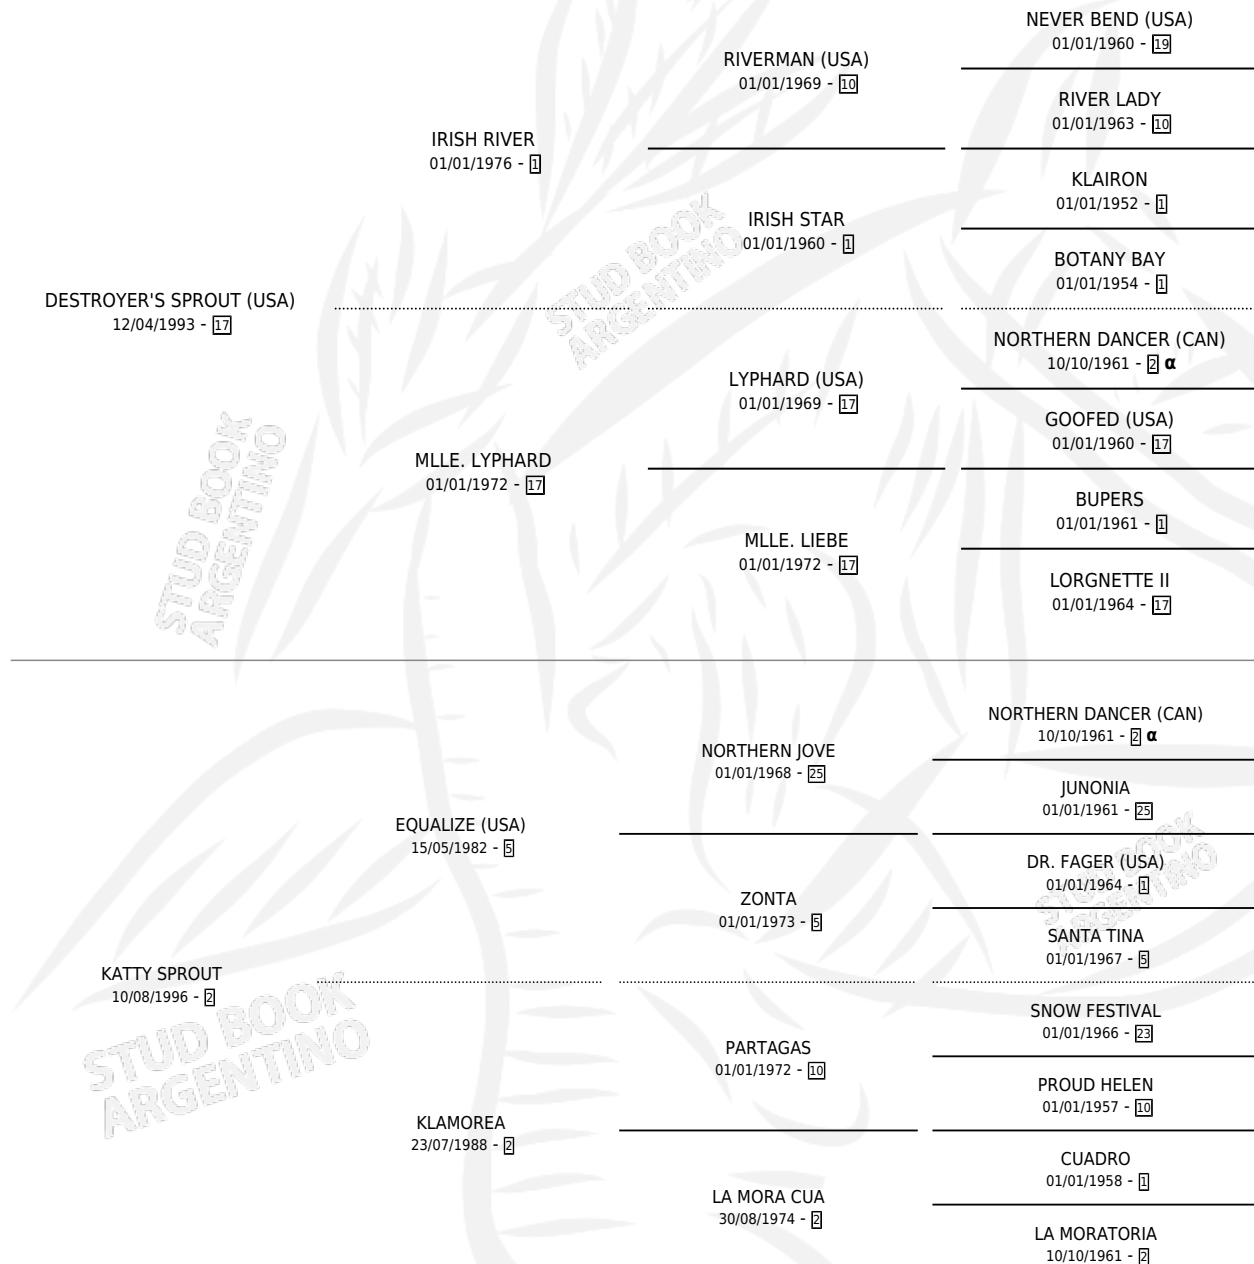 NEVER BEND (USA)
01/01/1960 - 19
RIVERMAN (USA)
01/01/1969 - 10
RIVER LADY
01/01/1963 - 10
IRISH RIVER
01/01/1976 - 1
KLAIRON
01/01/1952 - 1
IRISH STAR
01/01/1960 - 1
BOTANY BAY
01/01/1954 - 1
DESTROYER'S SPROUT (USA)
12/04/1993 - 17
NORTHERN DANCER (CAN)
10/10/1961 - 2 α
LYPHARD (USA)
01/01/1969 - 17
GOOFED (USA)
01/01/1960 - 17
MLLE. LYPHARD
01/01/1972 - 17
BUPERS
01/01/1961 - 1
MLLE. LIEBE
01/01/1972 - 17
LORGNETTE II
01/01/1964 - 17
STUD BOOK
ARGENTINO
STUD BOOK
ARGENTINO
NORTHERN DANCER (CAN)
10/10/1961 - 2 α
NORTHERN JOVE
01/01/1968 - 25
JUNONIA
01/01/1961 - 25
EQUALIZE (USA)
15/05/1982 - 5
DR. FAGER (USA)
01/01/1964 - 1
ZONTA
01/01/1973 - 5
SANTA TINA
01/01/1967 - 5
KATTY SPROUT
10/08/1996 - 2
SNOW FESTIVAL
01/01/1966 - 23
PARTAGAS
01/01/1972 - 10
PROUD HELEN
01/01/1957 - 10
KLAMOREA
23/07/1988 - 2
CUADRO
01/01/1958 - 1
LA MORA CUA
30/08/1974 - 2
LA MORATORIA
10/10/1961 - 2
STUD BOOK
ARGENTINO
STUD BOOK
ARGENTINO